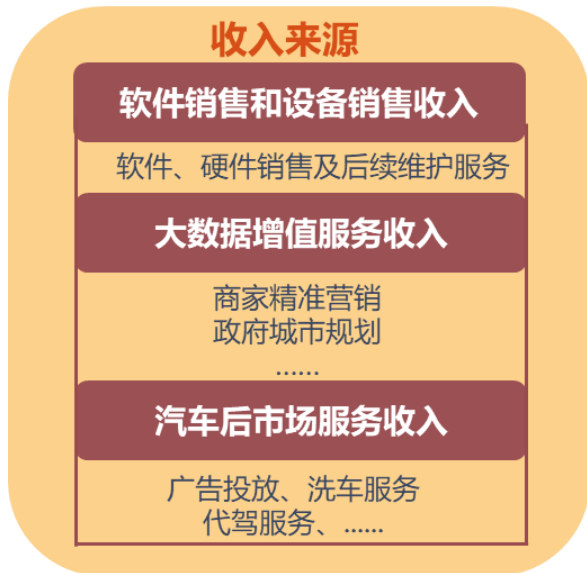 收入来源
软件销售和设备销售收入
软件、硬件销售及后续维护服务
大数据增值服务收入
商家精准营销
政府城市规划
......
汽车后市场服务收入
广告投放、洗车服务
代驾服务、......